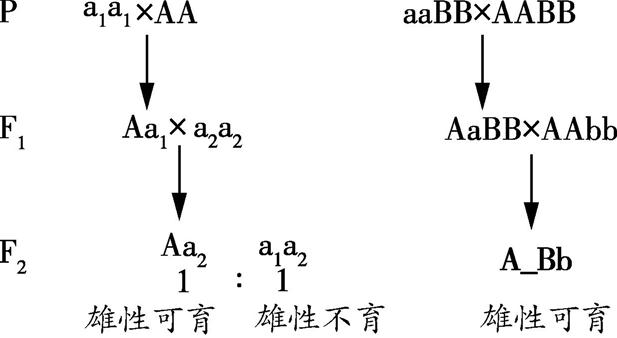 P a₁a₁×AA aaBB×AABB
F₁ Aa₁×a₂a₂ AaBB×AAbb
F₂ Aa₂ a₁a₂ A_Bb
1 : 1
雄性可育 雄性不育 雄性可育